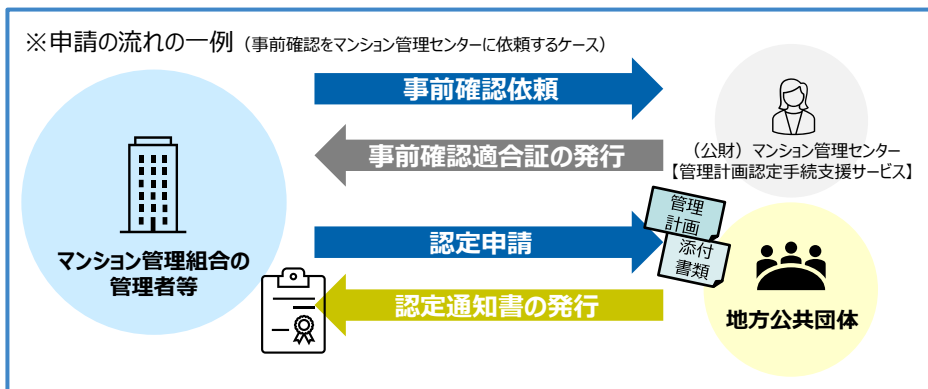 ※申請の流れの一例（事前確認をマンション管理センターに依頼するケース）
事前確認依頼
事前確認適合証の発行
（公財）マンション管理センター
【管理計画認定手続支援サービス】
マンション管理組合の
管理者等
認定申請
管理
計画
添付
書類
認定通知書の発行
地方公共団体